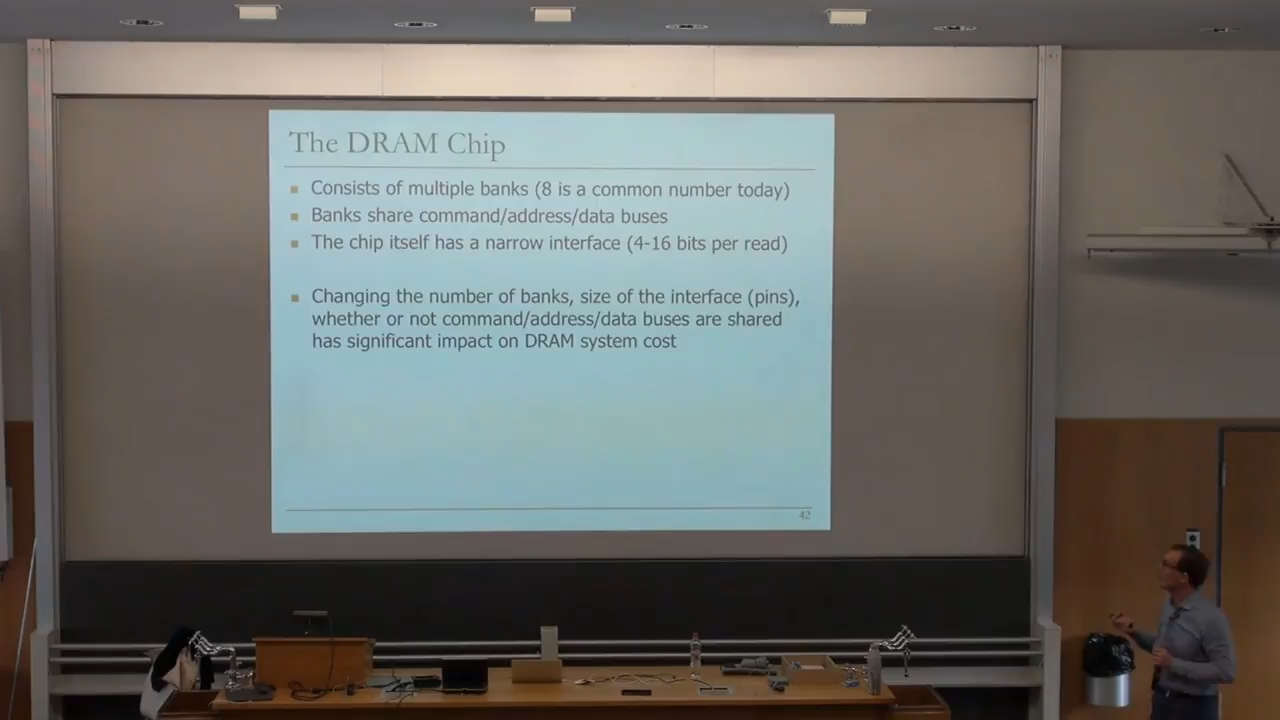 The DRAM Chip
Consists of multiple banks (8 is a common number today)
Banks share command/address/data buses
The chip itself has a narrow interface (4-16 bits per read)
Changing the number of banks, size of the interface (pins),
whether or not command/address/data buses are shared
has significant impact on DRAM system cost
42